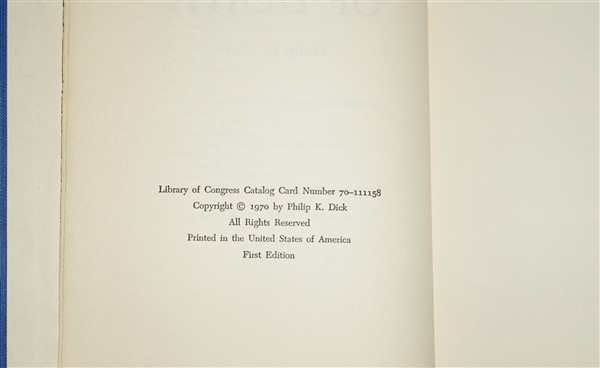 Library of Congress Catalog Card Number 70–111158
Copyright © 1970 by Philip K. Dick
All Rights Reserved
Printed in the United States of America
First Edition